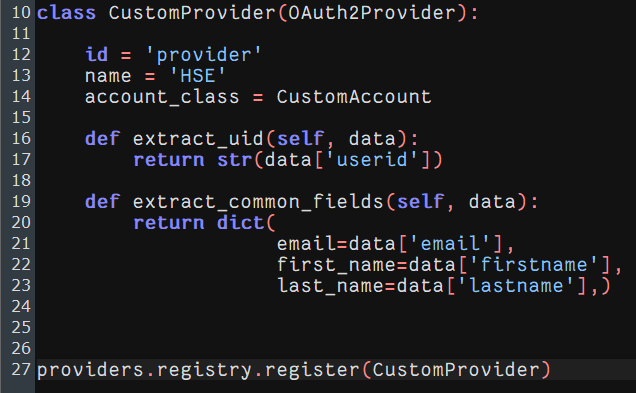 10 class CustomProvider(OAuth2Provider):
11
12     id = 'provider'
13     name = 'HSE'
14     account_class = CustomAccount
15
16     def extract_uid(self, data):
17         return str(data['userid'])
18
19     def extract_common_fields(self, data):
20         return dict(
21                     email=data['email'],
22                     first_name=data['firstname'],
23                     last_name=data['lastname'],)
24
25
26
27 providers.registry.register(CustomProvider)